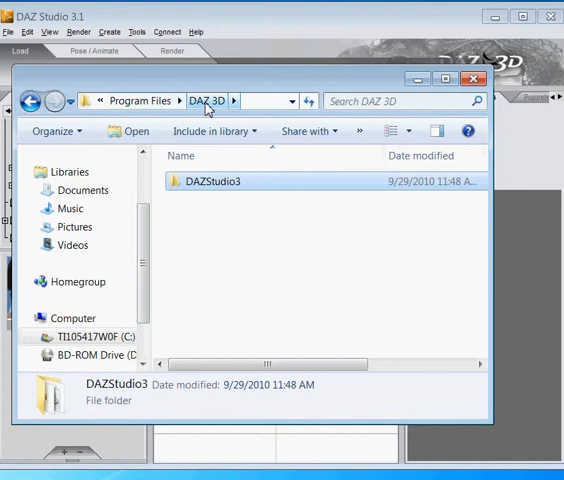 DAZ Studio 3.1
File Edit View Render Create Tools Connect Help
Load Pose / Animate Render
DAZ 3D
« Program Files DAZ 3D Search DAZ 3D
Puppet
Organize Open Include in library Share with ?
Name Date modified
DAZStudio3 9/29/2010 11:48 A...
Libraries
Documents
Music
Pictures
Videos
Homegroup
Computer
TI105417W0F (C:)
BD-ROM Drive (D
DAZStudio3 Date modified: 9/29/2010 11:48 AM
File folder